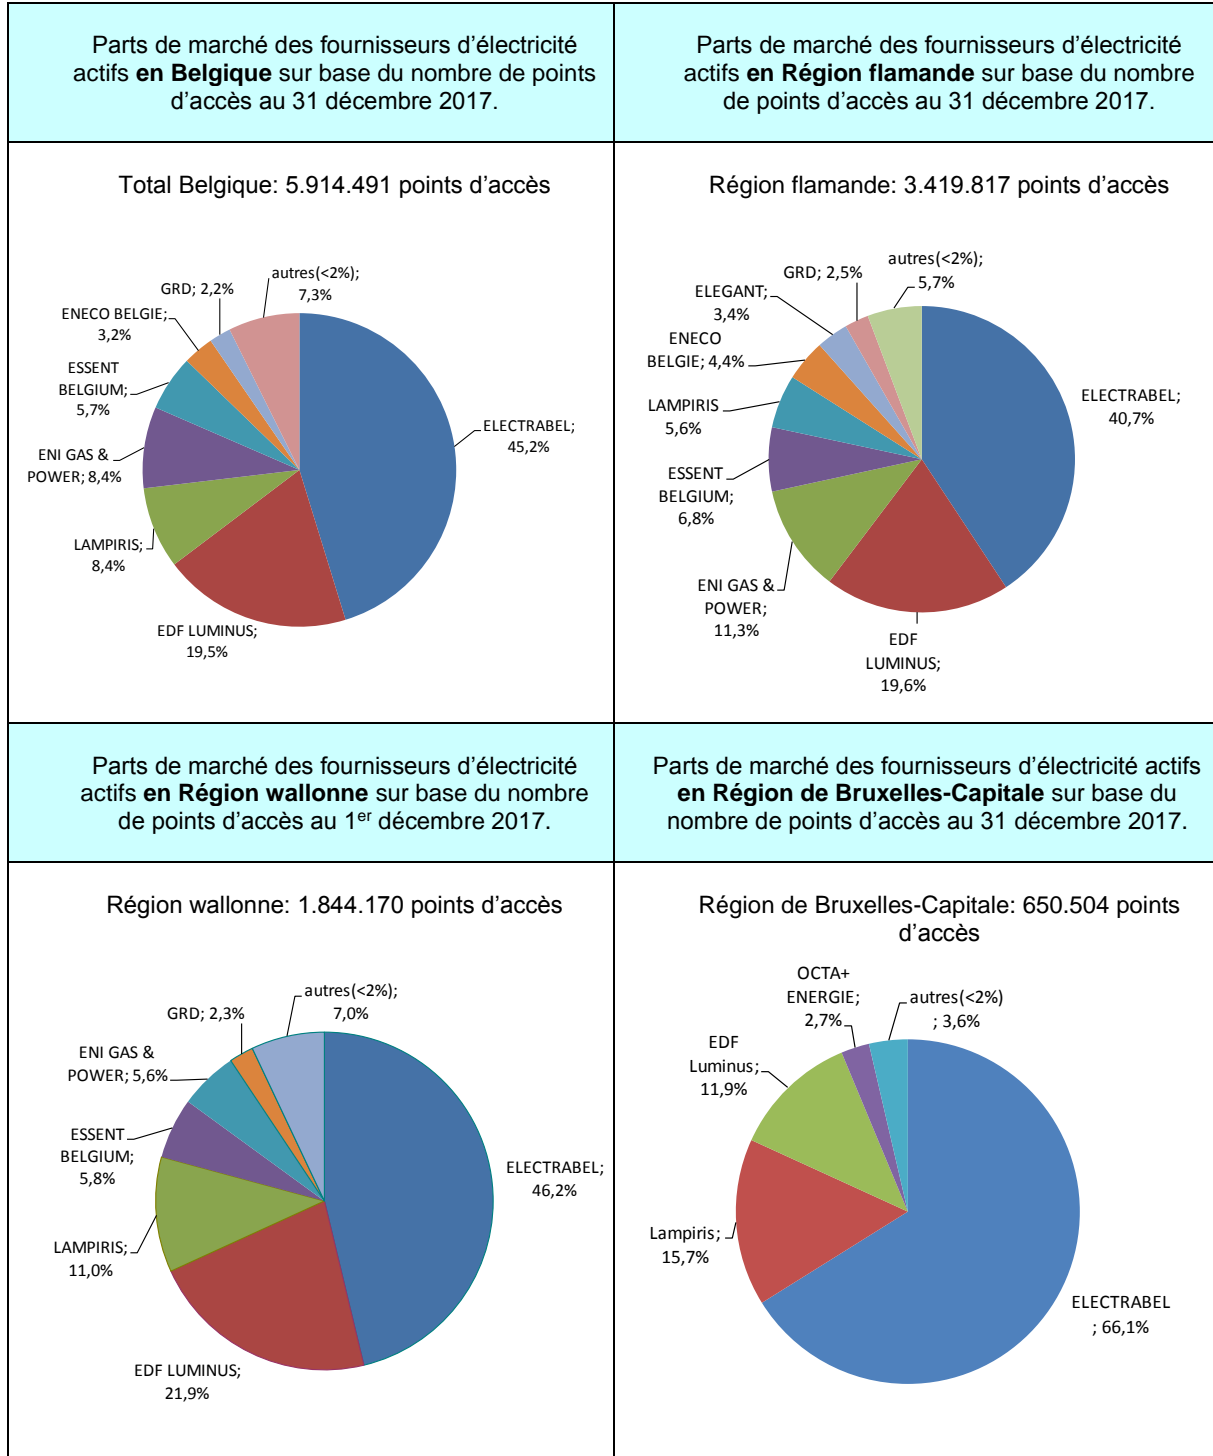 Parts de marché des fournisseurs d’électricité
actifs en Belgique sur base du nombre de points
d’accès au 31 décembre 2017.
Parts de marché des fournisseurs d’électricité
actifs en Région flamande sur base du nombre
de points d’accès au 31 décembre 2017.
Total Belgique: 5.914.491 points d’accès
autres(<2%);
7,3%
GRD; 2,2%
ENECO BELGIE;
3,2%
ESSENT
BELGIUM;
5,7%
ENI GAS &
POWER; 8,4%
LAMPIRIS;
8,4%
EDF LUMINUS;
19,5%
ELECTRABEL;
45,2%
Région flamande: 3.419.817 points d’accès
autres(<2%);
5,7%
GRD; 2,5%
ELEGANT;
3,4%
ENECO
BELGIE; 4,4%
LAMPIRIS
5,6%
ESSENT
BELGIUM;
6,8%
ENI GAS &
POWER;
11,3%
EDF
LUMINUS;
19,6%
ELECTRABEL;
40,7%
Parts de marché des fournisseurs d’électricité
actifs en Région wallonne sur base du nombre
de points d’accès au 1er décembre 2017.
Parts de marché des fournisseurs d’électricité actifs
en Région de Bruxelles-Capitale sur base du
nombre de points d’accès au 31 décembre 2017.
Région wallonne: 1.844.170 points d’accès
autres(<2%);
7,0%
GRD; 2,3%
ENI GAS &
POWER; 5,6%
ESSENT
BELGIUM;
5,8%
LAMPIRIS;
11,0%
EDF LUMINUS;
21,9%
ELECTRABEL;
46,2%
Région de Bruxelles-Capitale: 650.504 points
d’accès
OCTA+
ENERGIE;
2,7%
autres(<2%)
; 3,6%
EDF
Luminus;
11,9%
Lampiris;
15,7%
ELECTRABEL
; 66,1%